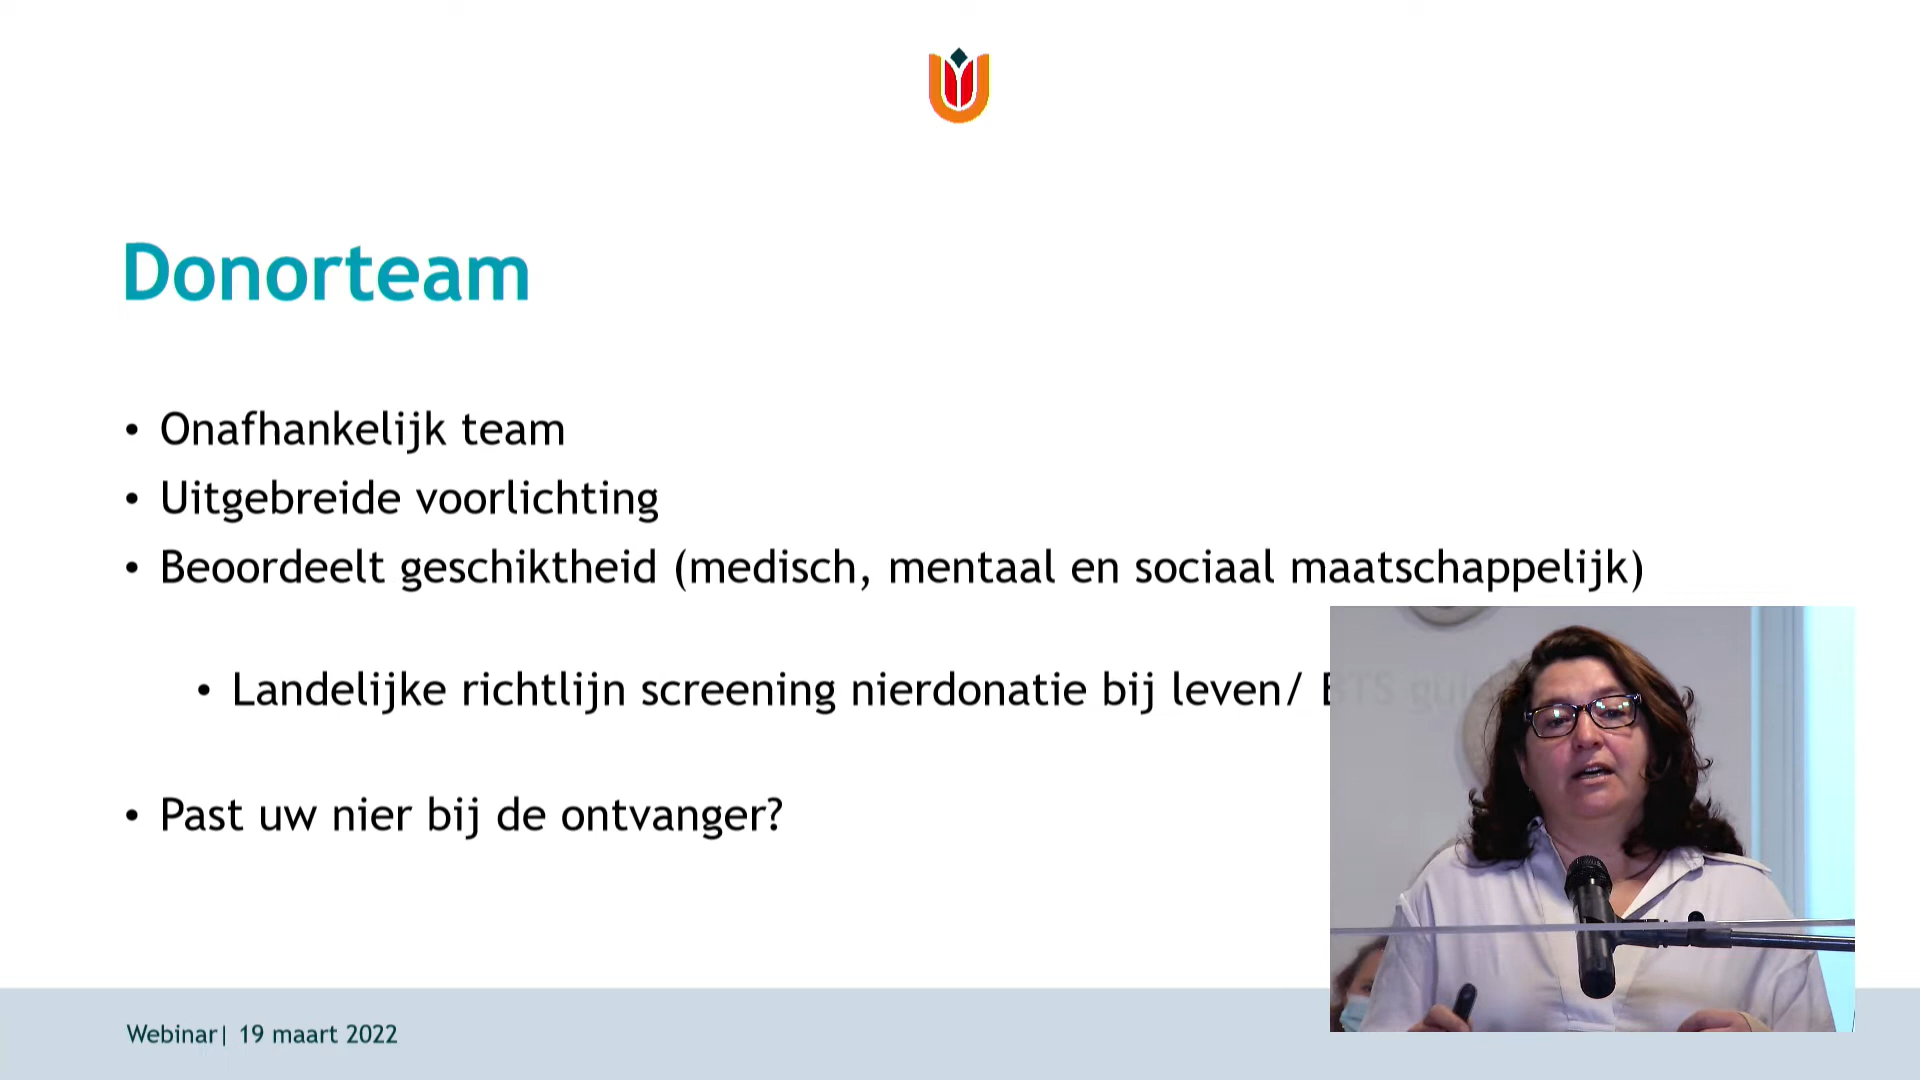 Donorteam
• Onafhankelijk team
• Uitgebreide voorlichting
• Beoordeelt geschiktheid (medisch, mentaal en sociaal maatschappelijk)
• Landelijke richtlijn screening nierdonatie bij leven/ BTS
• Past uw nier bij de ontvanger?
Webinar| 19 maart 2022